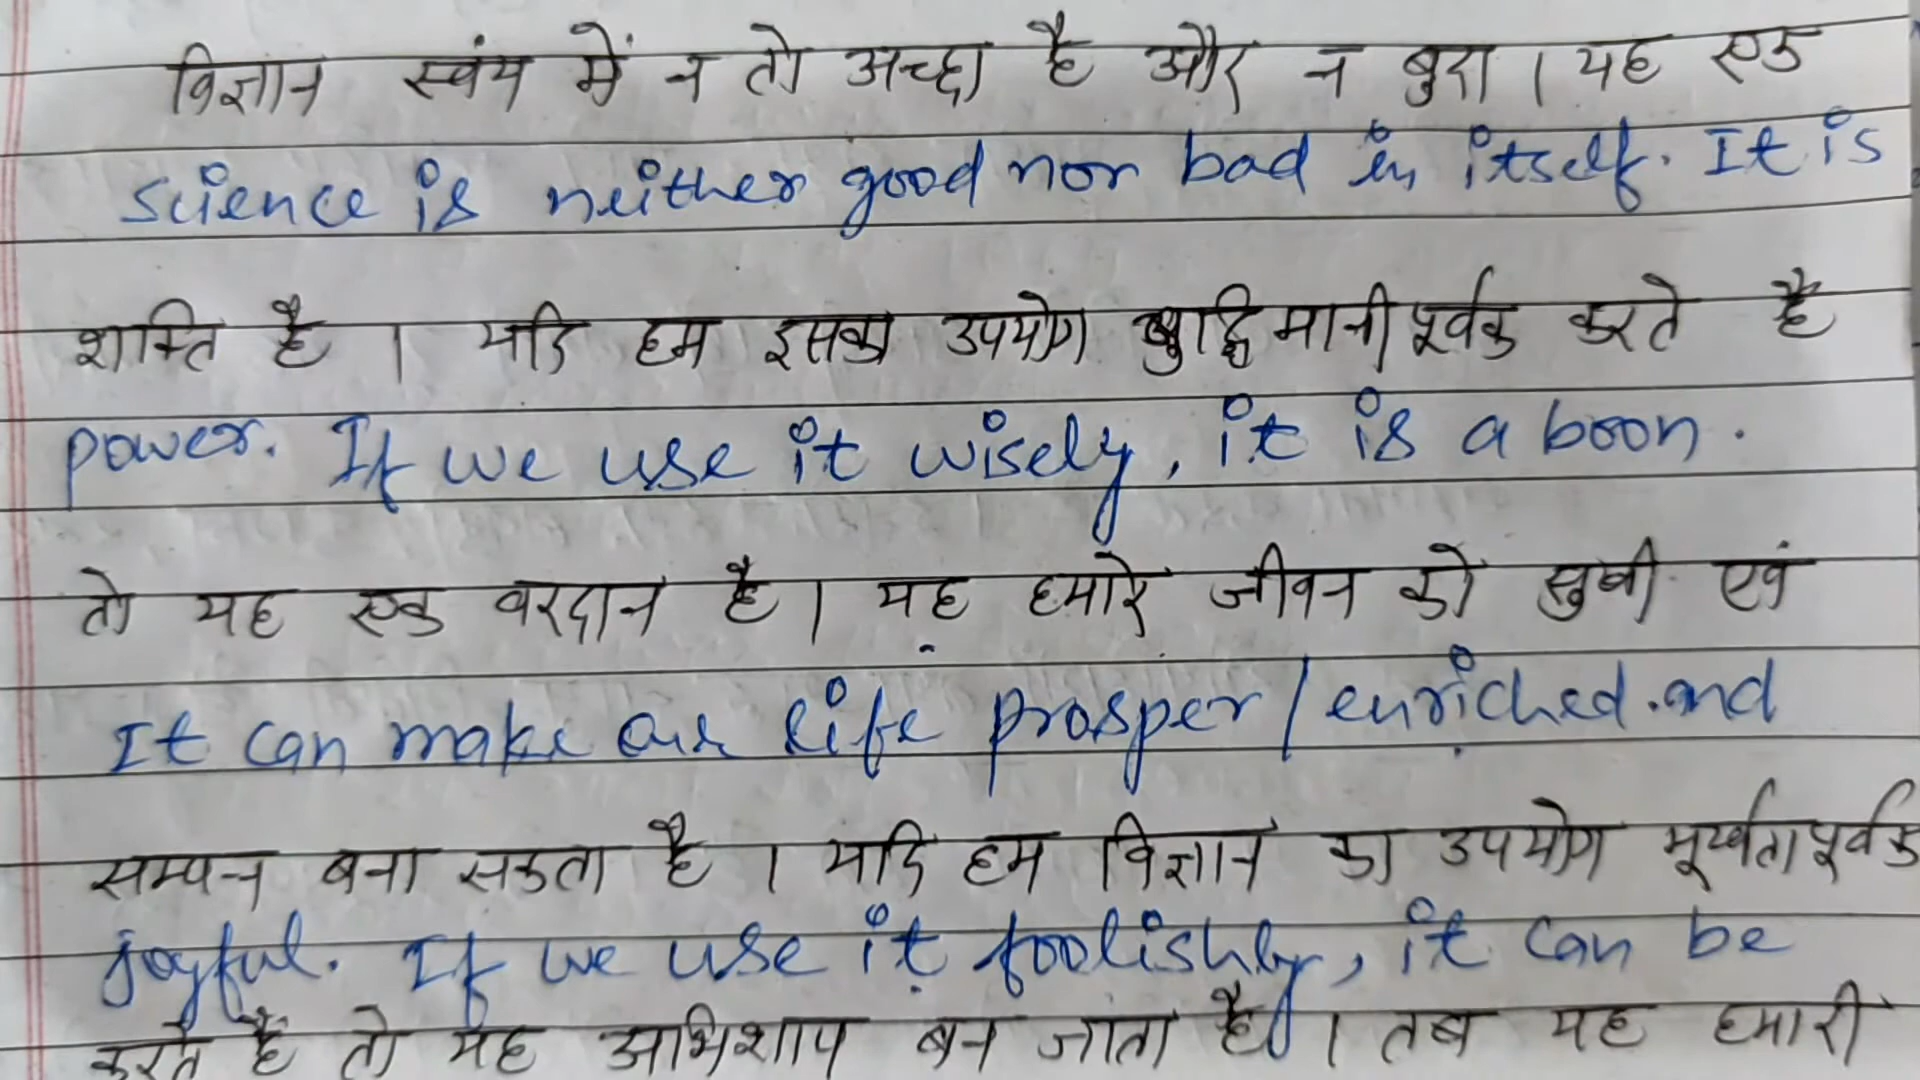 विज्ञान स्वंय में न तो अच्छा है और न बुरा । यह एक
science is neither good nor bad in itself. It is
शक्ति है । यदि हम इसका उपयोग बुद्धिमानी पूर्वक करते है
power. If we use it wisely, it is a boon.
तो यह एक वरदान है । यह हमारे जीवन को सुखी एवं
It can make our life prosper / enriched. and
सम्पन्न बना सकता है । यदि हम विज्ञान का उपयोग मूर्खतापूर्वक
joyful. If we use it foolishly, it can be
करते है तो यह अभिशाप बन जाता है । तब यह हमारी